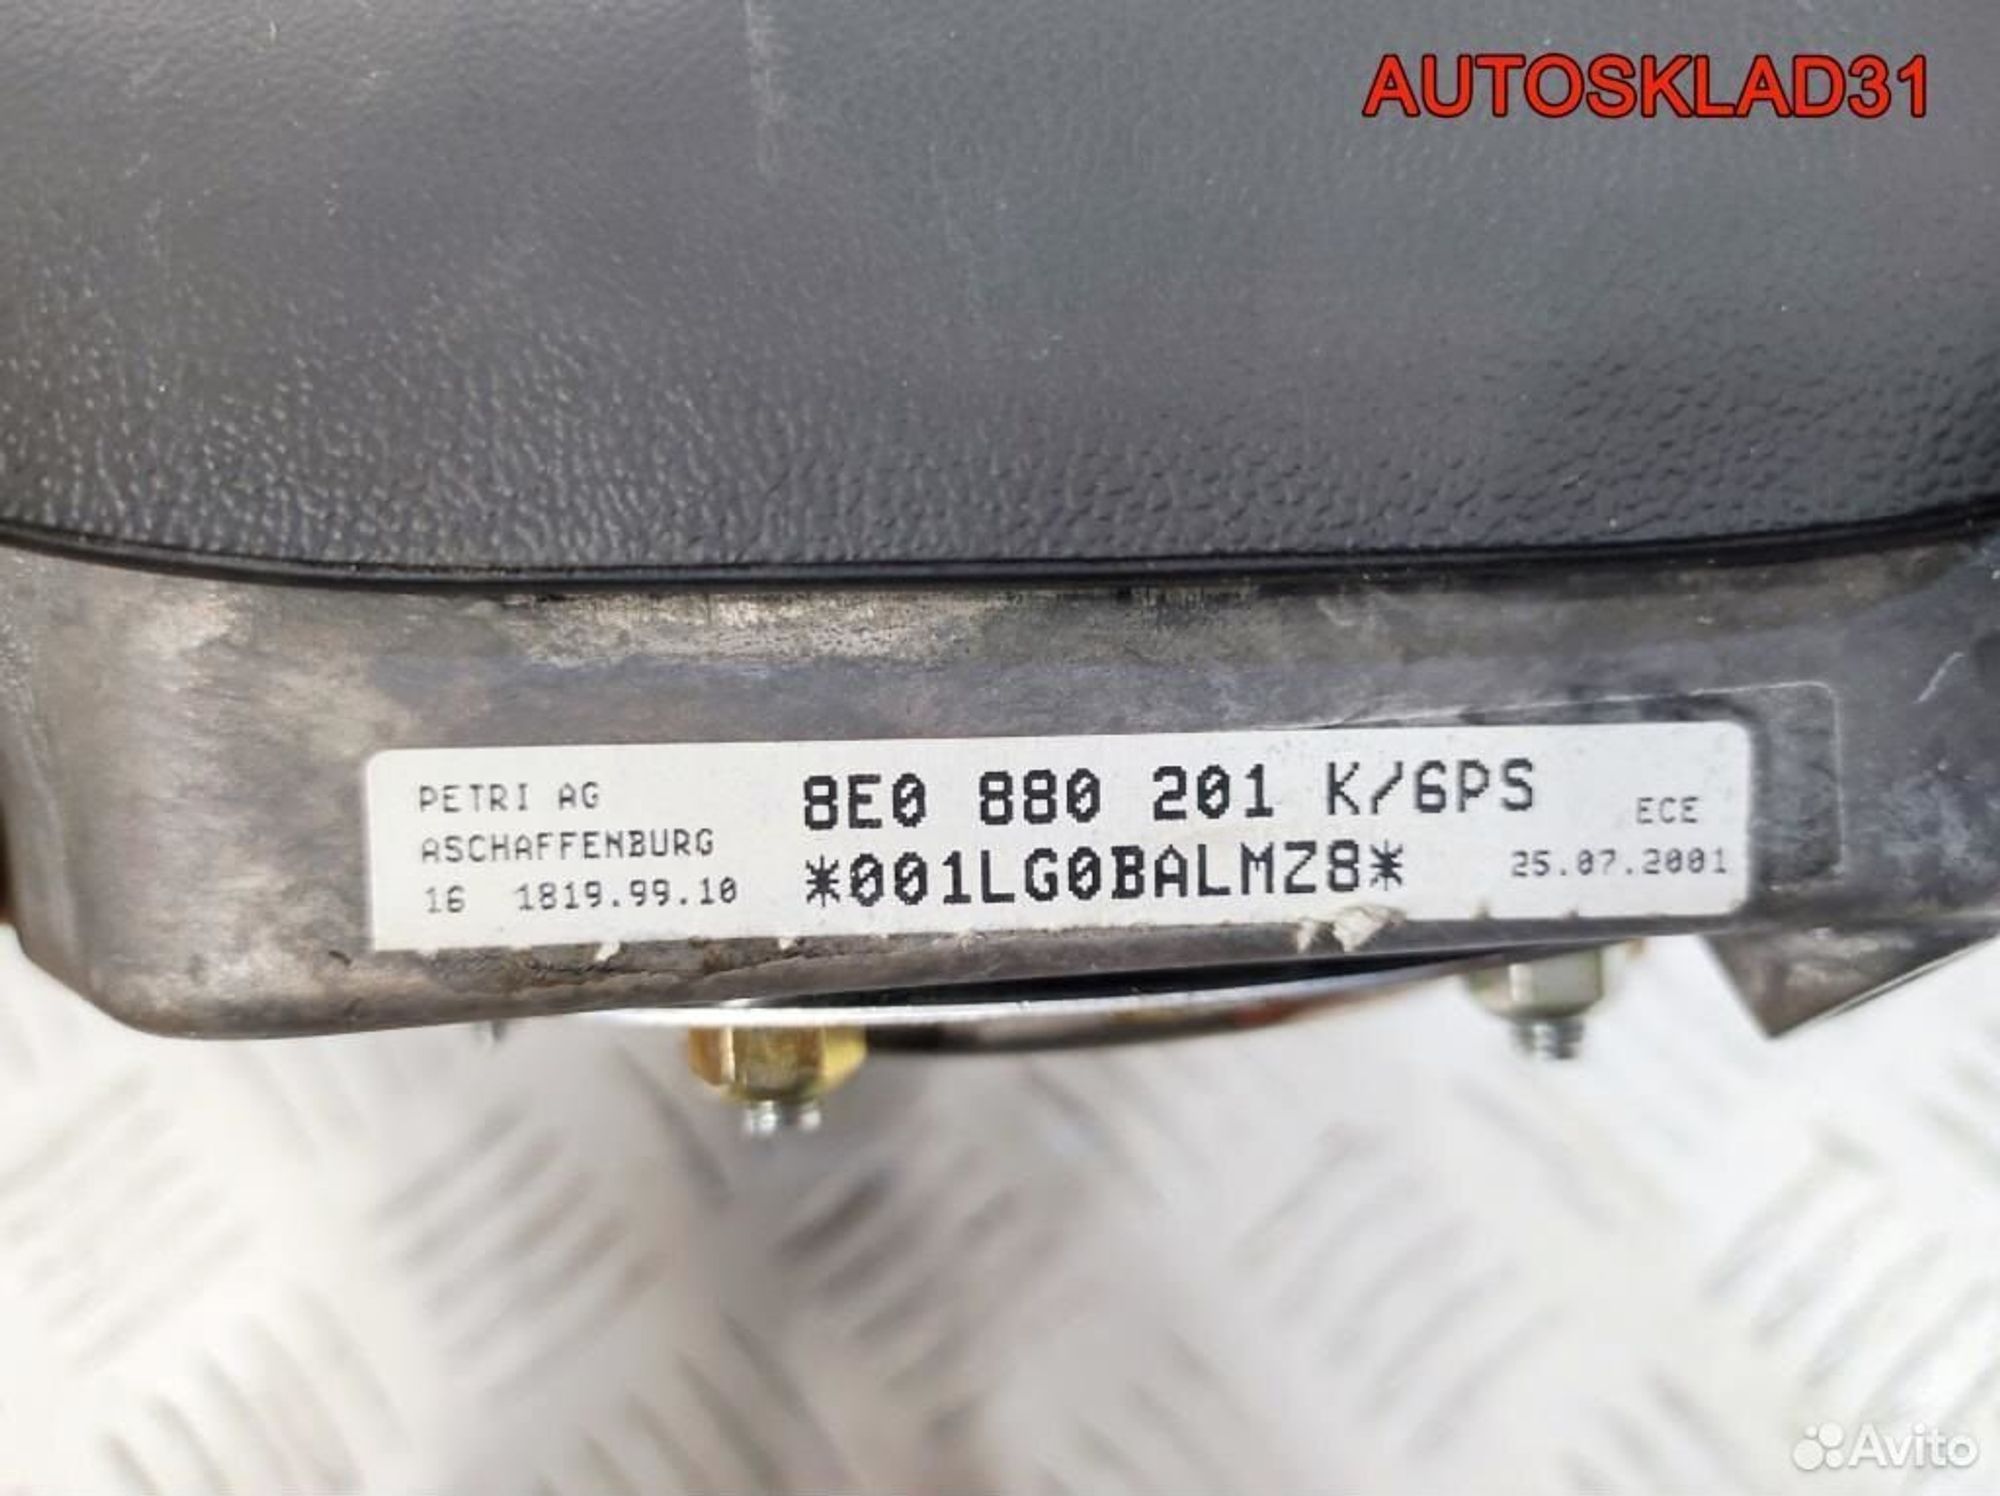 AUTOSKLAD31
PETRI AG
ASCHAFFENBURG
16 1819.99.10
8E0 880 201 K/6PS
*001LG0BALMZ8*
ECE
25.07.2001
Avito